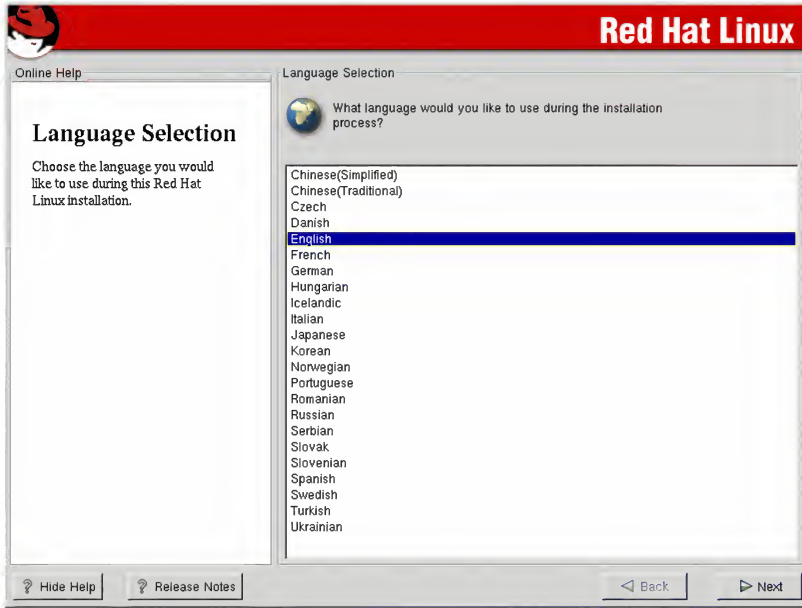 Red Hat Linux
Online Help
Language Selection
Choose the language you would
like to use during this Red Hat
Linux installation.
Language Selection
What language would you like to use during the installation
process?
Chinese(Simplified)
Chinese(Traditional)
Czech
Danish
English
French
German
Hungarian
Icelandic
Italian
Japanese
Korean
Norwegian
Portuguese
Romanian
Russian
Serbian
Slovak
Slovenian
Spanish
Swedish
Turkish
Ukrainian
? Hide Help
? Release Notes
Back
Next